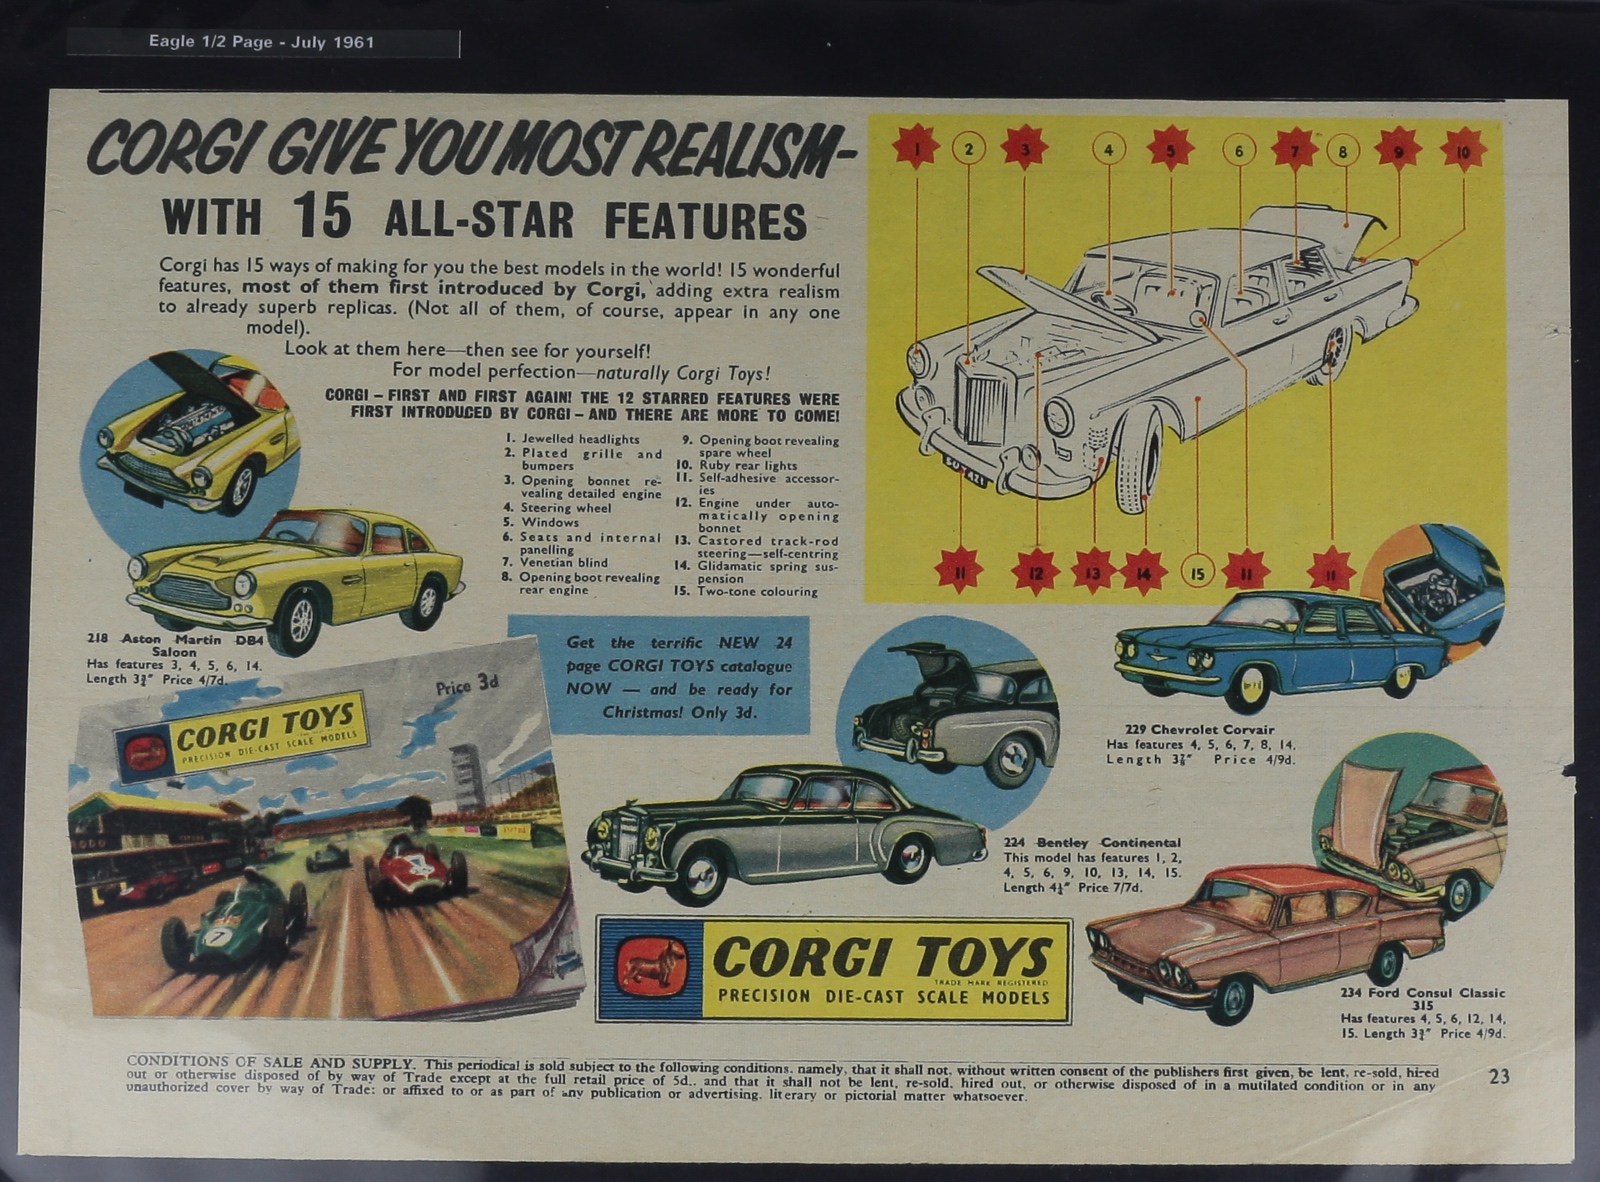 Eagle 1/2 Page - July 1961
CORGI GIVE YOU MOST REALISM-
WITH 15 ALL-STAR FEATURES
Corgi has 15 ways of making for you the best models in the world! 15 wonderful
features, most of them first introduced by Corgi, adding extra realism
to already superb replicas. (Not all of them, of course, appear in any one
model).
Look at them here—then see for yourself!
For model perfection—naturally Corgi Toys!
CORGI – FIRST AND FIRST AGAIN! THE 12 STARRED FEATURES WERE
FIRST INTRODUCED BY CORGI – AND THERE ARE MORE TO COME!
1. Jewelled headlights
2. Plated grille and
bumpers
3. Opening bonnet re-
vealing detailed engine
4. Steering wheel
5. Windows
6. Seats and internal
panelling
7. Venetian blind
8. Opening boot revealing
rear engine
9. Opening boot revealing
spare wheel
10. Ruby rear lights
11. Self-adhesive accessor-
ies
12. Engine under auto-
matically opening
bonnet
13. Castored track-rod
steering—self-centring
14. Glidamatic spring sus-
pension
15. Two-tone colouring
1 2 3 4 5 6 7 8 9 10
11 12 13 14 15 11 11
218 Aston Martin DB4
Saloon
Has features 3, 4, 5, 6, 14.
Length 3¾" Price 4/7d.
Get the terrific NEW 24
page CORGI TOYS catalogue
NOW — and be ready for
Christmas! Only 3d.
Price 3d
CORGI TOYS
PRECISION DIE-CAST SCALE MODELS
7
229 Chevrolet Corvair
Has features 4, 5, 6, 7, 8, 14.
Length 3⅞" Price 4/9d.
224 Bentley Continental
This model has features 1, 2,
4, 5, 6, 9, 10, 13, 14, 15.
Length 4¼" Price 7/7d.
CORGI TOYS
TRADE MARK REGISTERED
PRECISION DIE-CAST SCALE MODELS
234 Ford Consul Classic
315
Has features 4, 5, 6, 12, 14,
15. Length 3¾" Price 4/9d.
CONDITIONS OF SALE AND SUPPLY. This periodical is sold subject to the following conditions, namely, that it shall not, without written consent of the publishers first given, be lent, re-sold, hired
out or otherwise disposed of by way of Trade except at the full retail price of 5d., and that it shall not be lent, re-sold, hired out, or otherwise disposed of in a mutilated condition or in any
unauthorized cover by way of Trade; or affixed to or as part of any publication or advertising, literary or pictorial matter whatsoever.
23